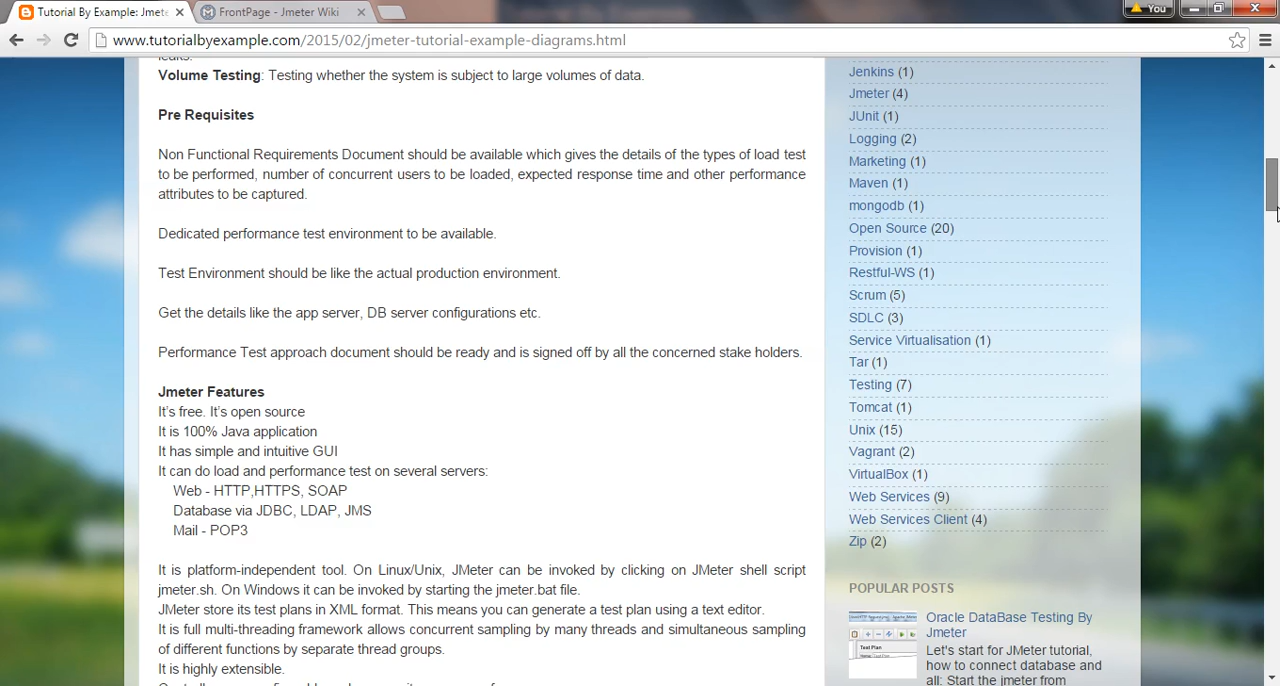 Tutorial By Example: Jmete
FrontPage - Jmeter Wiki
You
www.tutorialbyexample.com/2015/02/jmeter-tutorial-example-diagrams.html
leaks.
Volume Testing: Testing whether the system is subject to large volumes of data.
Pre Requisites
Non Functional Requirements Document should be available which gives the details of the types of load test
to be performed, number of concurrent users to be loaded, expected response time and other performance
attributes to be captured.
Dedicated performance test environment to be available.
Test Environment should be like the actual production environment.
Get the details like the app server, DB server configurations etc.
Performance Test approach document should be ready and is signed off by all the concerned stake holders.
Jmeter Features
It's free. It's open source
It is 100% Java application
It has simple and intuitive GUI
It can do load and performance test on several servers:
Web - HTTP,HTTPS, SOAP
Database via JDBC, LDAP, JMS
Mail - POP3
It is platform-independent tool. On Linux/Unix, JMeter can be invoked by clicking on JMeter shell script
jmeter.sh. On Windows it can be invoked by starting the jmeter.bat file.
JMeter store its test plans in XML format. This means you can generate a test plan using a text editor.
It is full multi-threading framework allows concurrent sampling by many threads and simultaneous sampling
of different functions by separate thread groups.
It is highly extensible.
Jenkins (1)
Jmeter (4)
JUnit (1)
Logging (2)
Marketing (1)
Maven (1)
mongodb (1)
Open Source (20)
Provision (1)
Restful-WS (1)
Scrum (5)
SDLC (3)
Service Virtualisation (1)
Tar (1)
Testing (7)
Tomcat (1)
Unix (15)
Vagrant (2)
VirtualBox (1)
Web Services (9)
Web Services Client (4)
Zip (2)
POPULAR POSTS
Test Plan
Oracle DataBase Testing By
Jmeter
Let's start for JMeter tutorial,
how to connect database and
all: Start the jmeter from